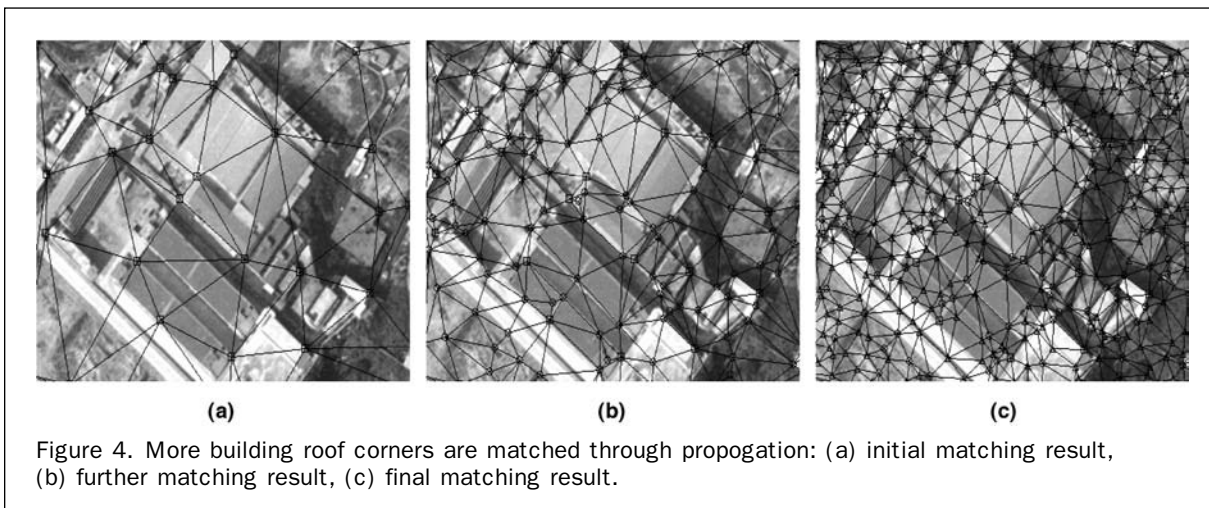 (a) (b) (c)
Figure 4. More building roof corners are matched through propogation: (a) initial matching result,
(b) further matching result, (c) final matching result.